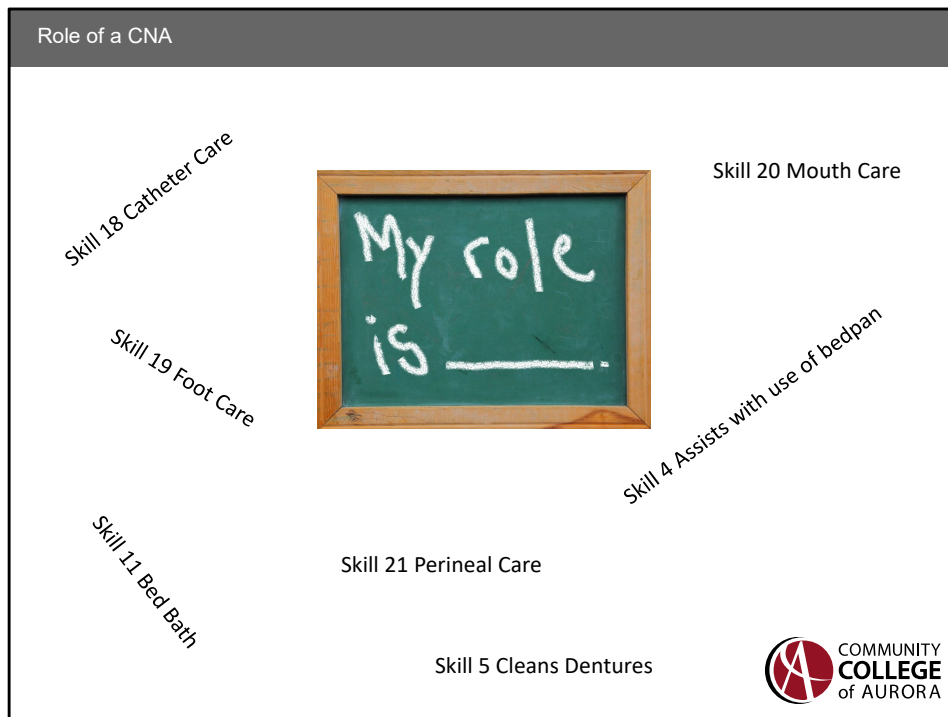 Role of a CNA
Skill 18 Catheter Care
Skill 20 Mouth Care
My role
is ______.
Skill 19 Foot Care
Skill 4 Assists with use of bedpan
Skill 11 Bed Bath
Skill 21 Perineal Care
Skill 5 Cleans Dentures
COMMUNITY
COLLEGE
of AURORA